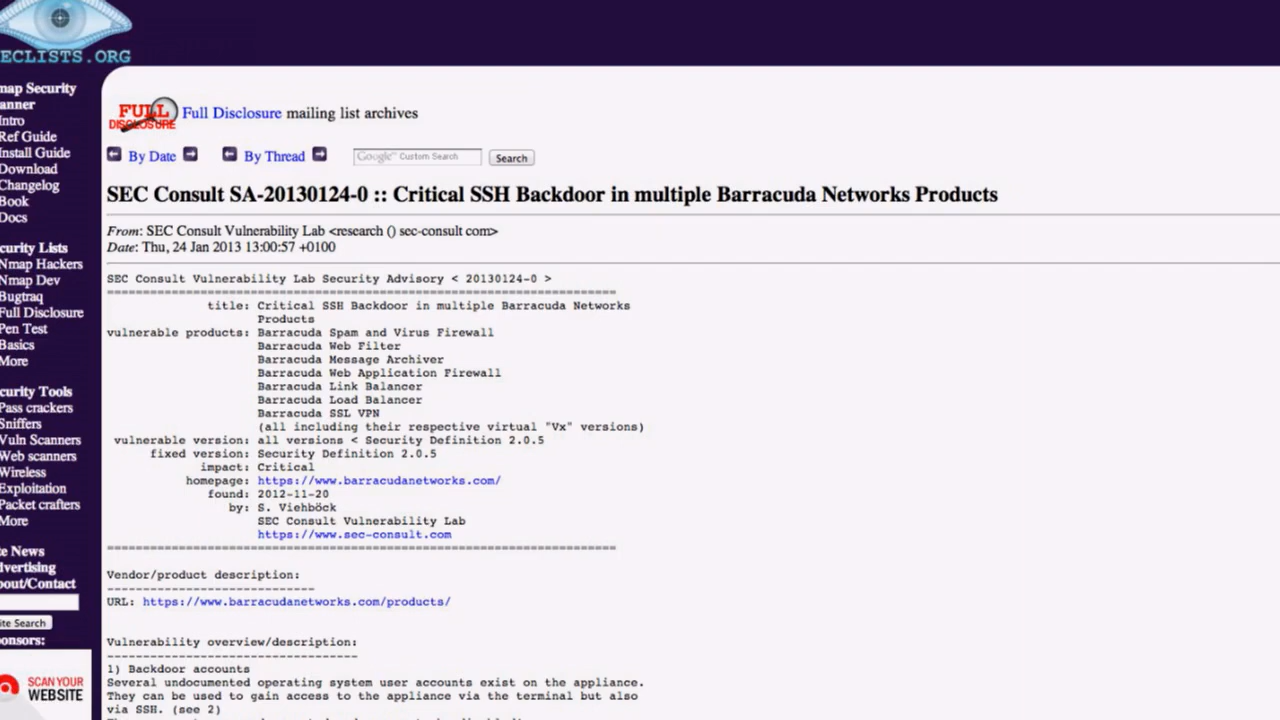 ECLISTS.ORG
map Security
anner
Intro
Ref Guide
Install Guide
Download
Changelog
Book
Docs
curity Lists
Nmap Hackers
Nmap Dev
Bugtraq
Full Disclosure
Pen Test
Basics
More
curity Tools
Pass crackers
Sniffers
Vuln Scanners
Web scanners
Wireless
Exploitation
Packet crafters
More
te News
dvertising
bout/Contact
ite Search
onsors:
SCAN YOUR
WEBSITE
FULL
DISCLOSURE
Full Disclosure mailing list archives
By Date By Thread Google™ Custom Search Search
SEC Consult SA-20130124-0 :: Critical SSH Backdoor in multiple Barracuda Networks Products
From: SEC Consult Vulnerability Lab <research () sec-consult com>
Date: Thu, 24 Jan 2013 13:00:57 +0100
SEC Consult Vulnerability Lab Security Advisory < 20130124-0 >
=======================================================================
title: Critical SSH Backdoor in multiple Barracuda Networks
Products
vulnerable products: Barracuda Spam and Virus Firewall
Barracuda Web Filter
Barracuda Message Archiver
Barracuda Web Application Firewall
Barracuda Link Balancer
Barracuda Load Balancer
Barracuda SSL VPN
(all including their respective virtual "Vx" versions)
vulnerable version: all versions < Security Definition 2.0.5
fixed version: Security Definition 2.0.5
impact: Critical
homepage: https://www.barracudanetworks.com/
found: 2012-11-20
by: S. Viehböck
SEC Consult Vulnerability Lab
https://www.sec-consult.com
=======================================================================
Vendor/product description:
-----------------------------
URL: https://www.barracudanetworks.com/products/
Vulnerability overview/description:
-----------------------------------
1) Backdoor accounts
Several undocumented operating system user accounts exist on the appliance.
They can be used to gain access to the appliance via the terminal but also
via SSH. (see 2)